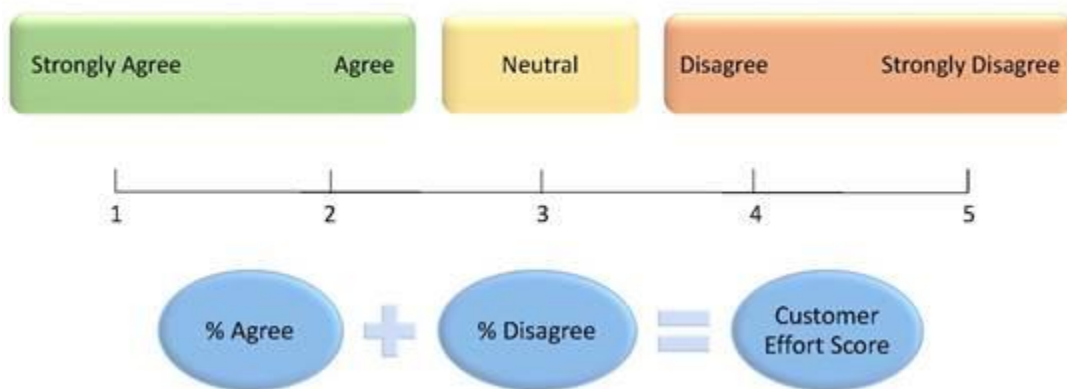 Strongly Agree Agree Neutral Disagree Strongly Disagree
1 2 3 4 5
% Agree + % Disagree = Customer
Effort Score